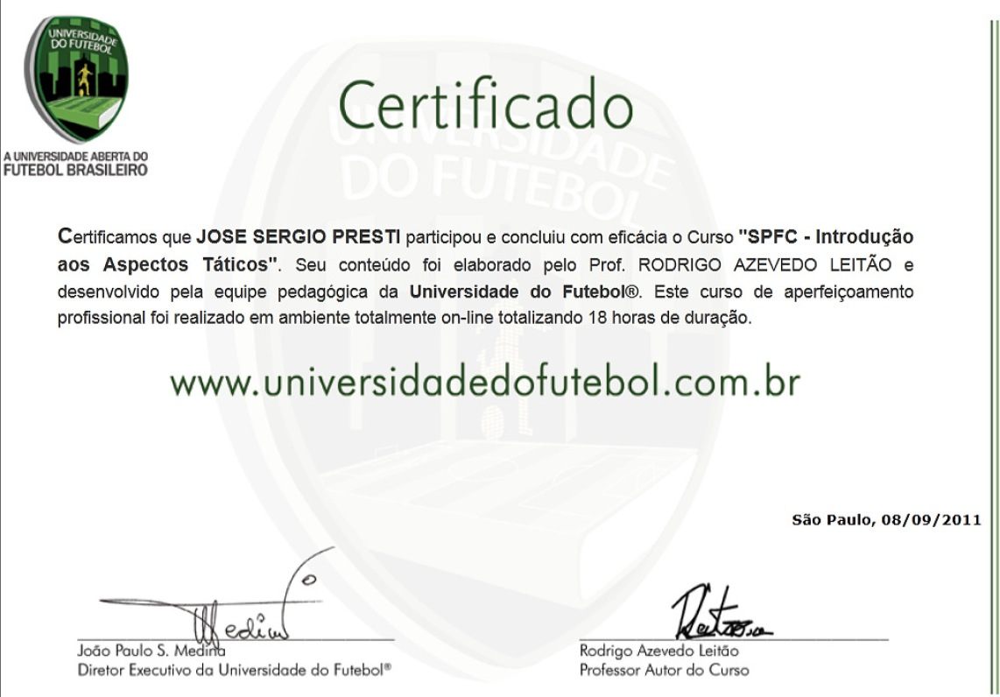 UNIVERSIDADE
DO FUTEBOL
A UNIVERSIDADE ABERTA DO
FUTEBOL BRASILEIRO
Certificado
UNIVERSIDADE
DO FUTEBOL
Certificamos que JOSE SERGIO PRESTI participou e concluiu com eficácia o Curso "SPFC - Introdução
aos Aspectos Táticos". Seu conteúdo foi elaborado pelo Prof. RODRIGO AZEVEDO LEITÃO e
desenvolvido pela equipe pedagógica da Universidade do Futebol®. Este curso de aperfeiçoamento
profissional foi realizado em ambiente totalmente on-line totalizando 18 horas de duração.
www.universidadedofutebol.com.br
São Paulo, 08/09/2011
Medina
João Paulo S. Medina
Diretor Executivo da Universidade do Futebol®
Rodrigo Azevedo Leitão
Professor Autor do Curso